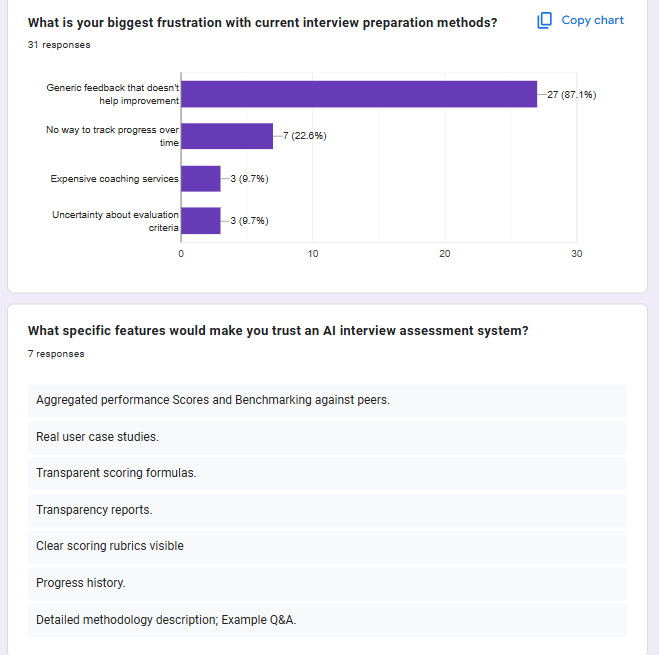 What is your biggest frustration with current interview preparation methods?
Copy chart
31 responses
Generic feedback that doesn't
help improvement
27 (87.1%)
No way to track progress over
time
7 (22.6%)
Expensive coaching services
3 (9.7%)
Uncertainty about evaluation
criteria
3 (9.7%)
0
10
20
30
What specific features would make you trust an AI interview assessment system?
7 responses
Aggregated performance Scores and Benchmarking against peers.
Real user case studies.
Transparent scoring formulas.
Transparency reports.
Clear scoring rubrics visible
Progress history.
Detailed methodology description; Example Q&A.